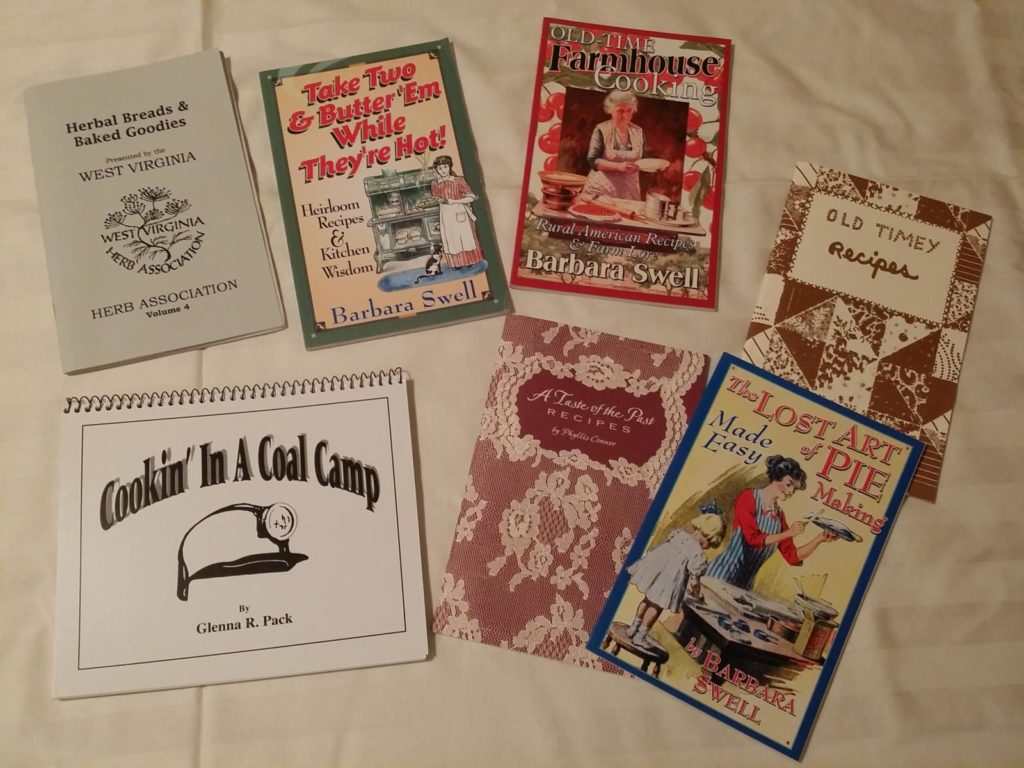 Herbal Breads &
Baked Goodies
Presented by the
WEST VIRGINIA
WEST VIRGINIA
HERB ASSOCIATION
HERB ASSOCIATION
Volume 4
Take Two
& Butter 'Em
While
They're Hot!
Heirloom
Recipes
&
Kitchen
Wisdom
Barbara Swell
OLD-TIME
Farmhouse
Cooking
Rural American Recipes
& Farm Lore
Barbara Swell
OLD TIMEY
Recipes
Cookin' In A Coal Camp
By
Glenna R. Pack
A Taste of the Past
RECIPES
by Phyllis Connor
The LOST ART
of PIE
Making
Made
Easy
by BARBARA
SWELL